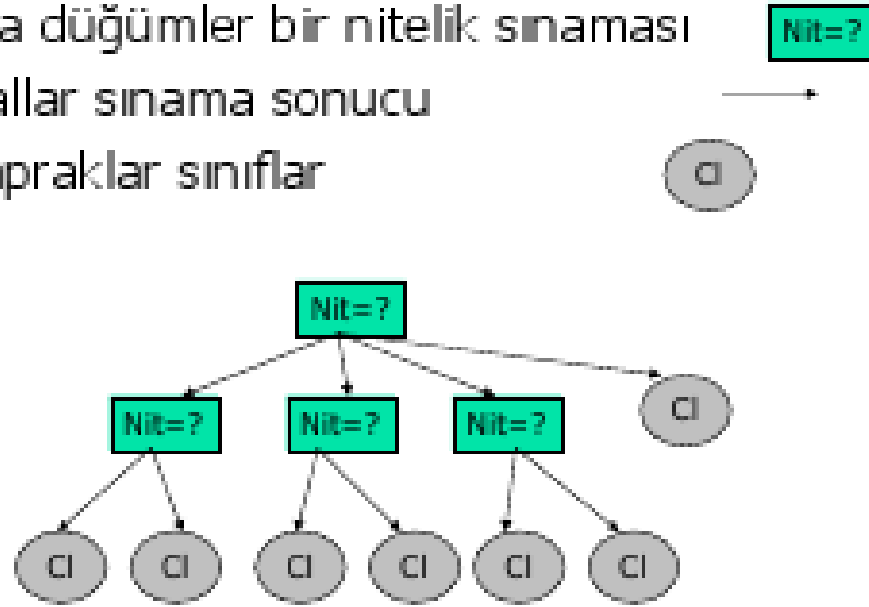 a düğümler bir nitelik sınaması Nit=?
allar sınama sonucu
apraklar sınıflar Cl
Nit=?
Cl
Nit=? Nit=? Nit=?
Cl Cl Cl Cl Cl Cl